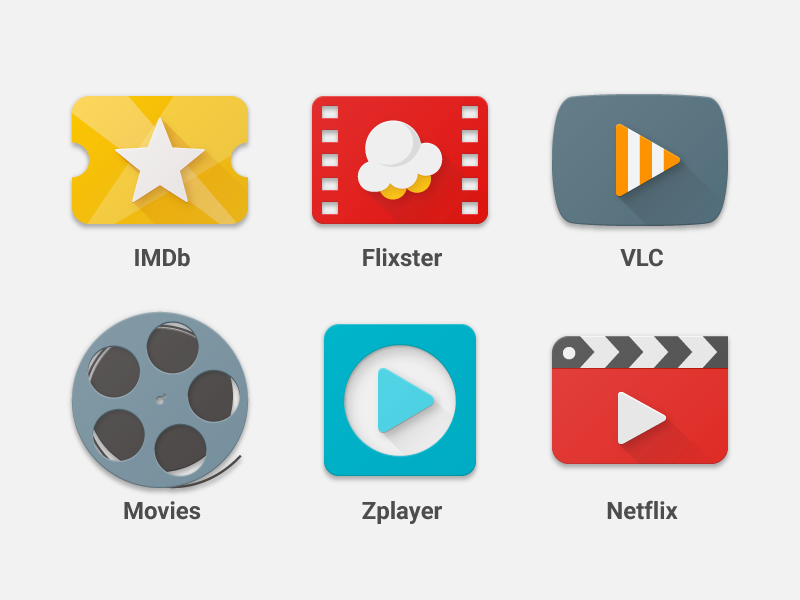 IMDb
Flixster
VLC
Movies
Zplayer
Netflix